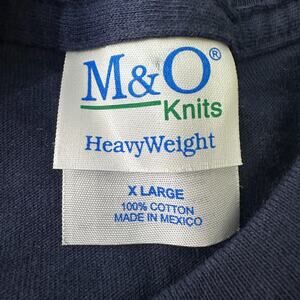 M&O®
Knits
HeavyWeight
X LARGE
100% COTTON
MADE IN MEXICO